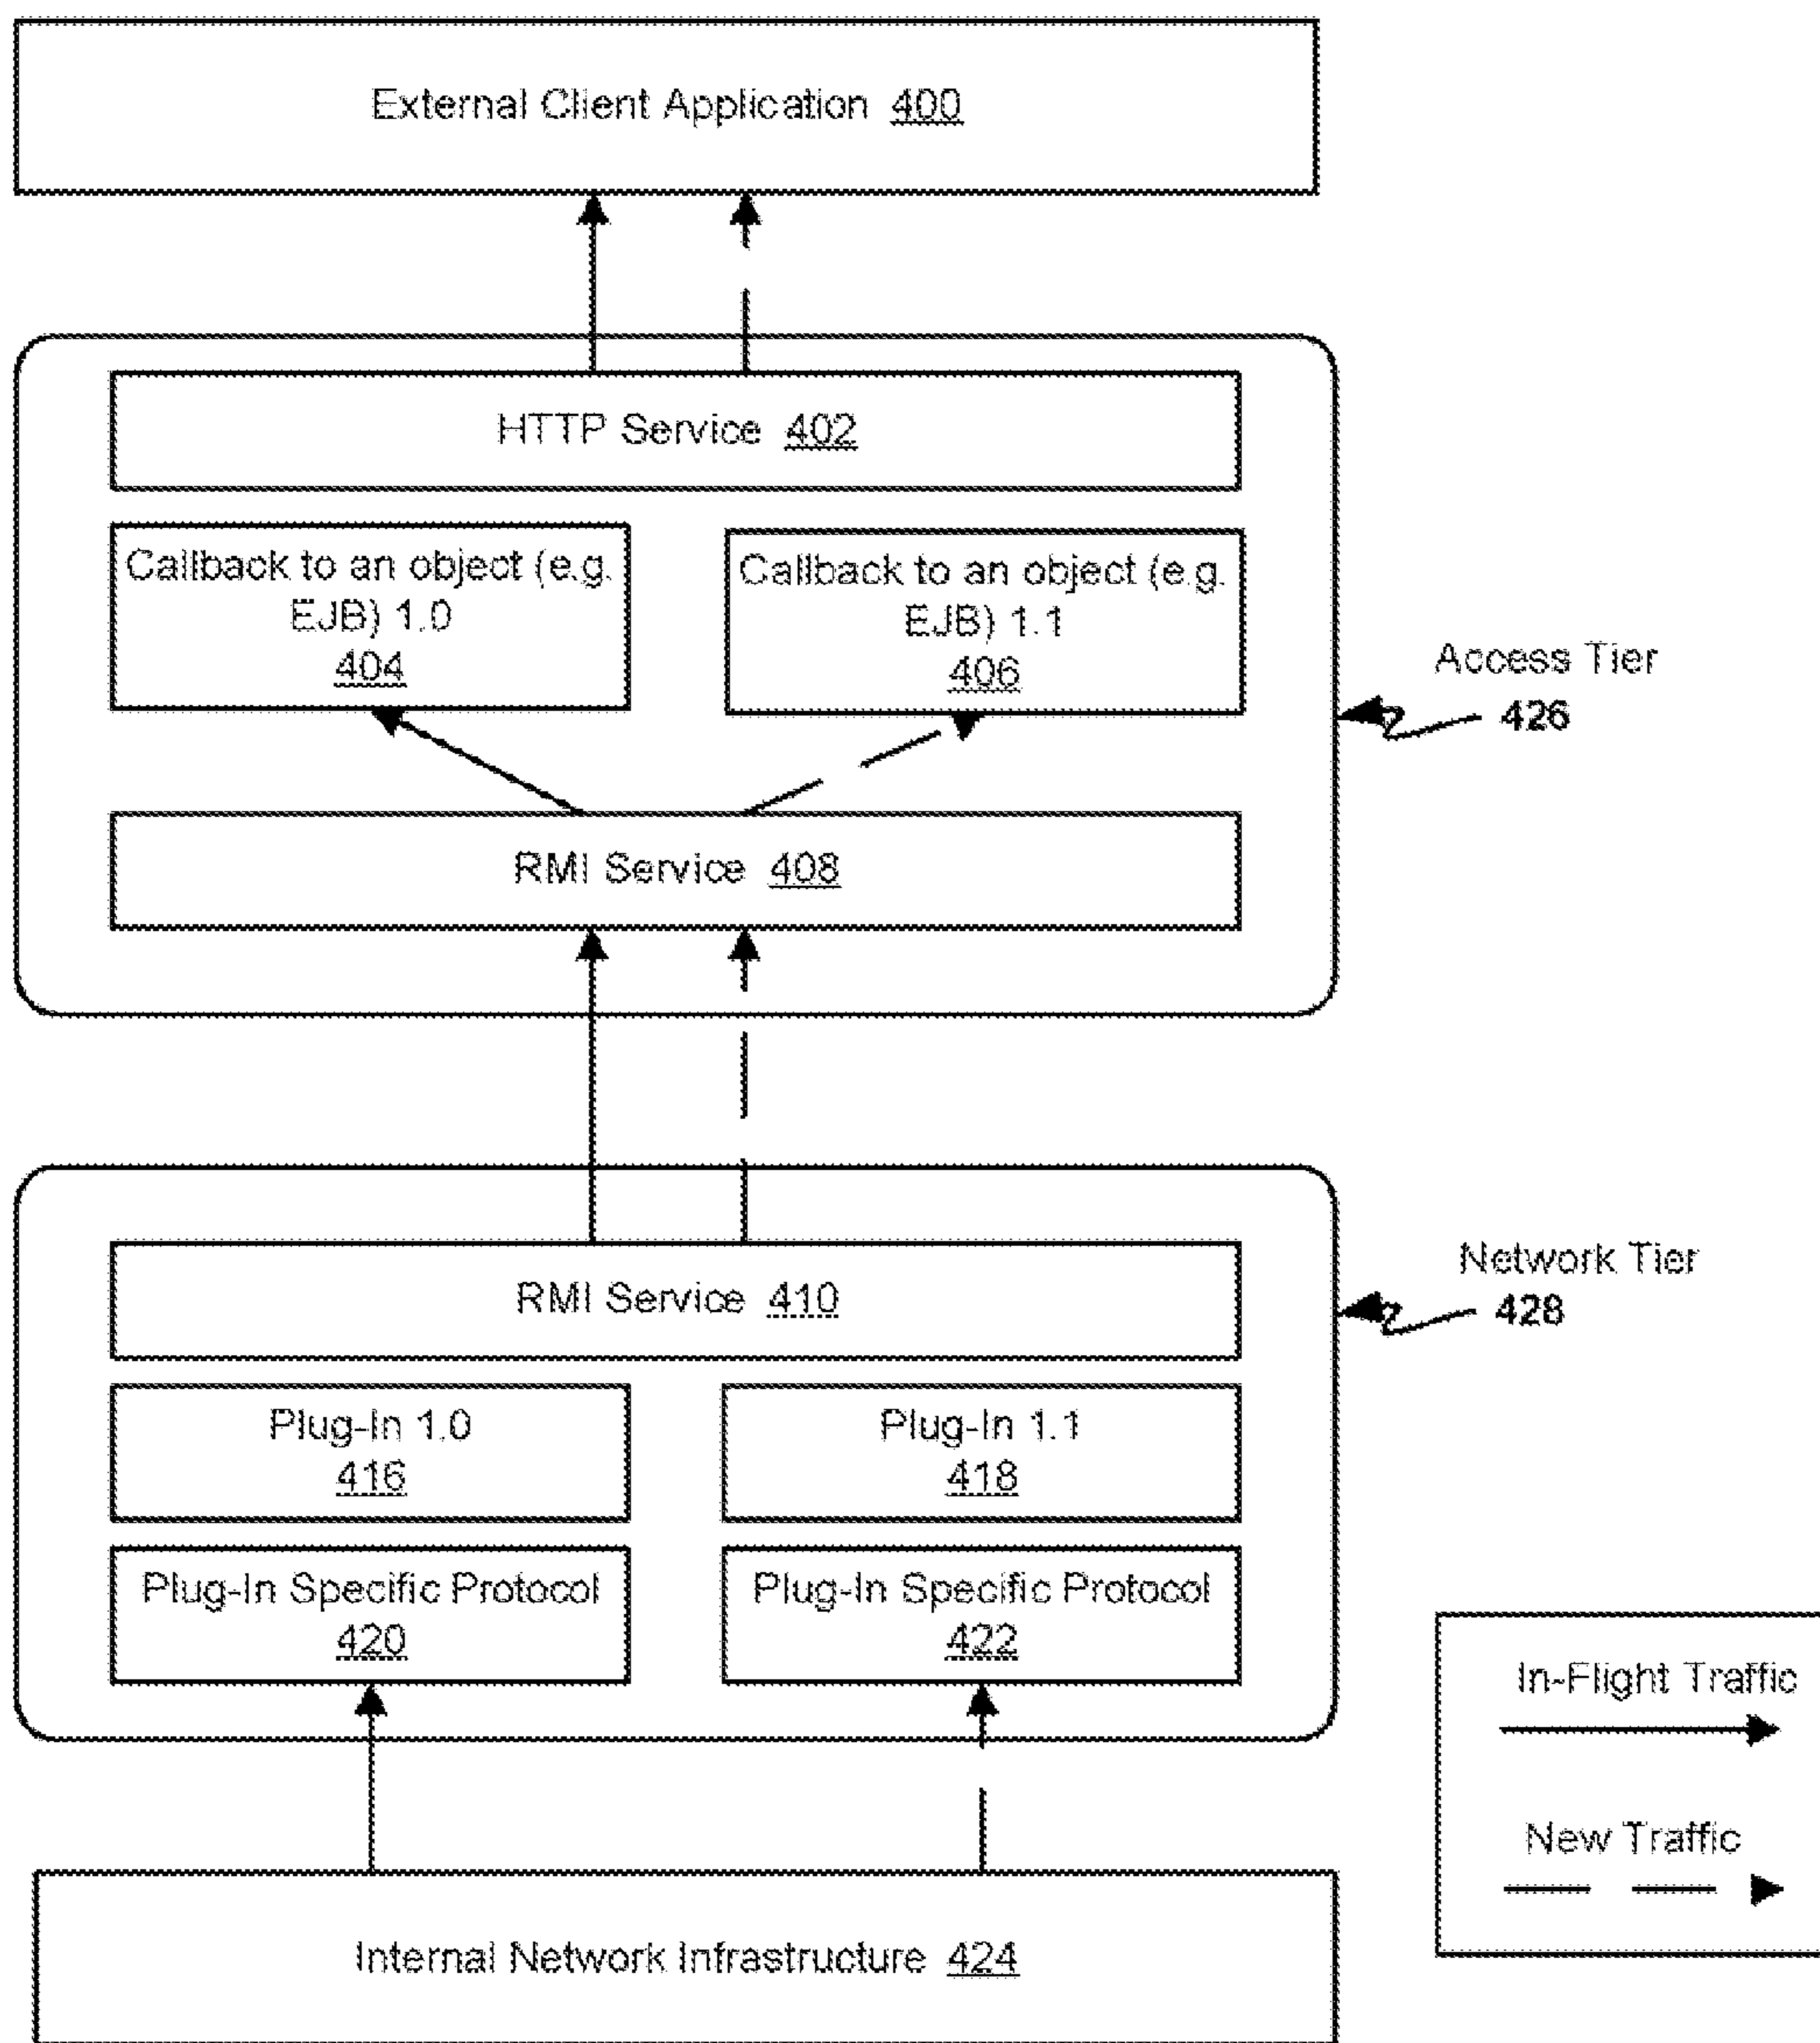 External Client Application 400
HTTP Service 402
Callback to an object (e.g.
EJB) 1.0
404
Callback to an object (e.g.
EJB) 1.1
406
Access Tier
426
RMI Service 408
RMI Service 410
Network Tier
428
Plug-In 1.0
416
Plug-In 1.1
418
Plug-In Specific Protocol
420
Plug-In Specific Protocol
422
In-Flight Traffic
New Traffic
Internal Network Infrastructure 424